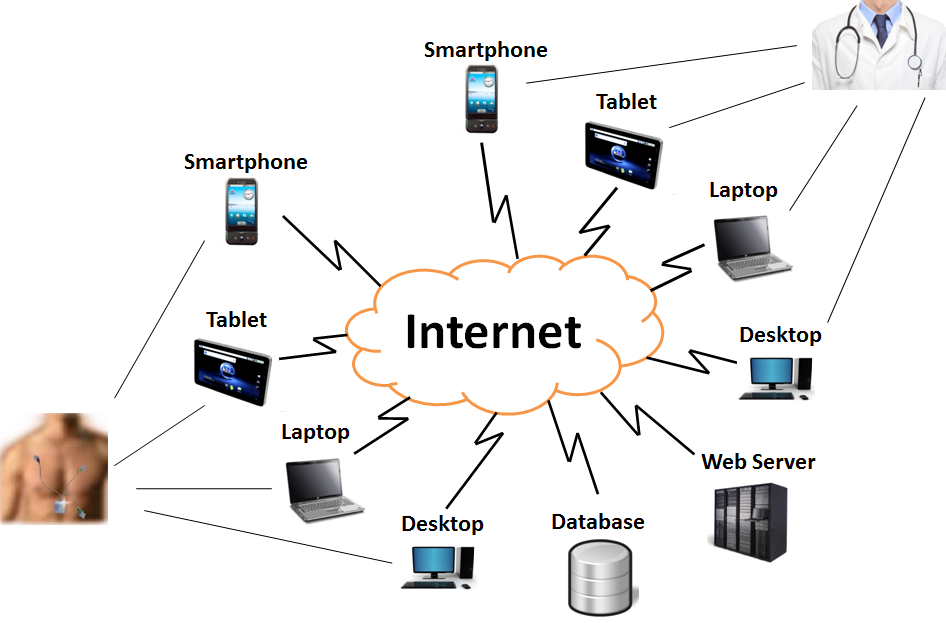 Smartphone
Tablet
Smartphone
Laptop
Tablet
Internet
Desktop
Laptop
Web Server
Desktop
Database